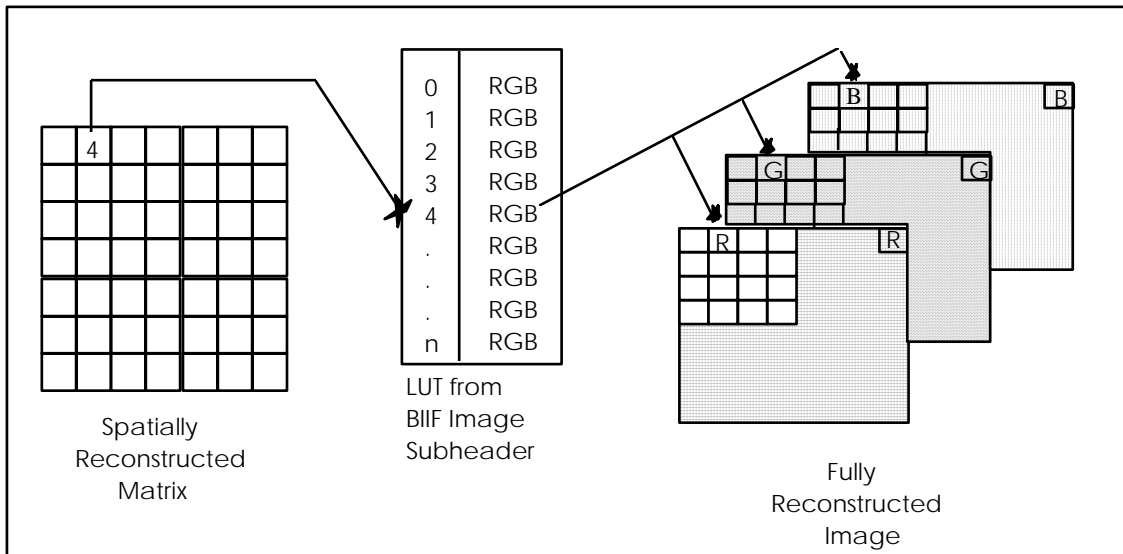 4
Spatially
Reconstructed
Matrix
0 RGB
1 RGB
2 RGB
3 RGB
4 RGB
. RGB
. RGB
. RGB
n RGB
LUT from
BIIF Image
Subheader
B B
G G
R R
Fully
Reconstructed
Image